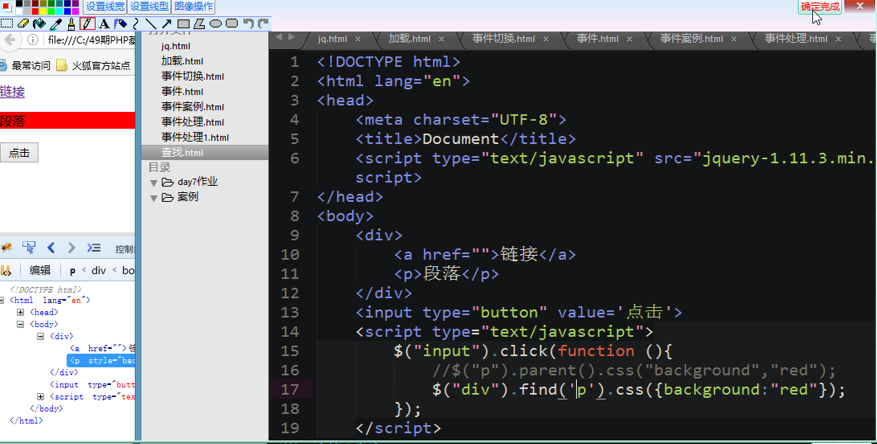 设置线宽 设置线型 图像操作 确定完成
file:///C:/49期PHP基
最常访问 火狐官方站点
链接
段落
点击
控制
编辑 p < div < bo
<!DOCTYPE html>
<html lang="en">
<head>
<body>
<div>
<a href="">链
<p style="bac
</div>
<input type="butt
<script type="tex
</body>
</html>
jq.html
加载.html
事件切换.html
事件.html
事件案例.html
事件处理.html
事件处理1.html
查找.html
目录
day7作业
案例
jq.html × 加载.html × 事件切换.html × 事件.html × 事件案例.html × 事件处理.html ×
1 <!DOCTYPE html>
2 <html lang="en">
3 <head>
4 <meta charset="UTF-8">
5 <title>Document</title>
6 <script type="text/javascript" src="jquery-1.11.3.min.
script>
7 </head>
8 <body>
9 <div>
10 <a href="">链接</a>
11 <p>段落</p>
12 </div>
13 <input type="button" value='点击'>
14 <script type="text/javascript">
15 $("input").click(function (){
16 //$("p").parent().css("background","red");
17 $("div").find('p').css({background:"red"});
18 });
19 </script>